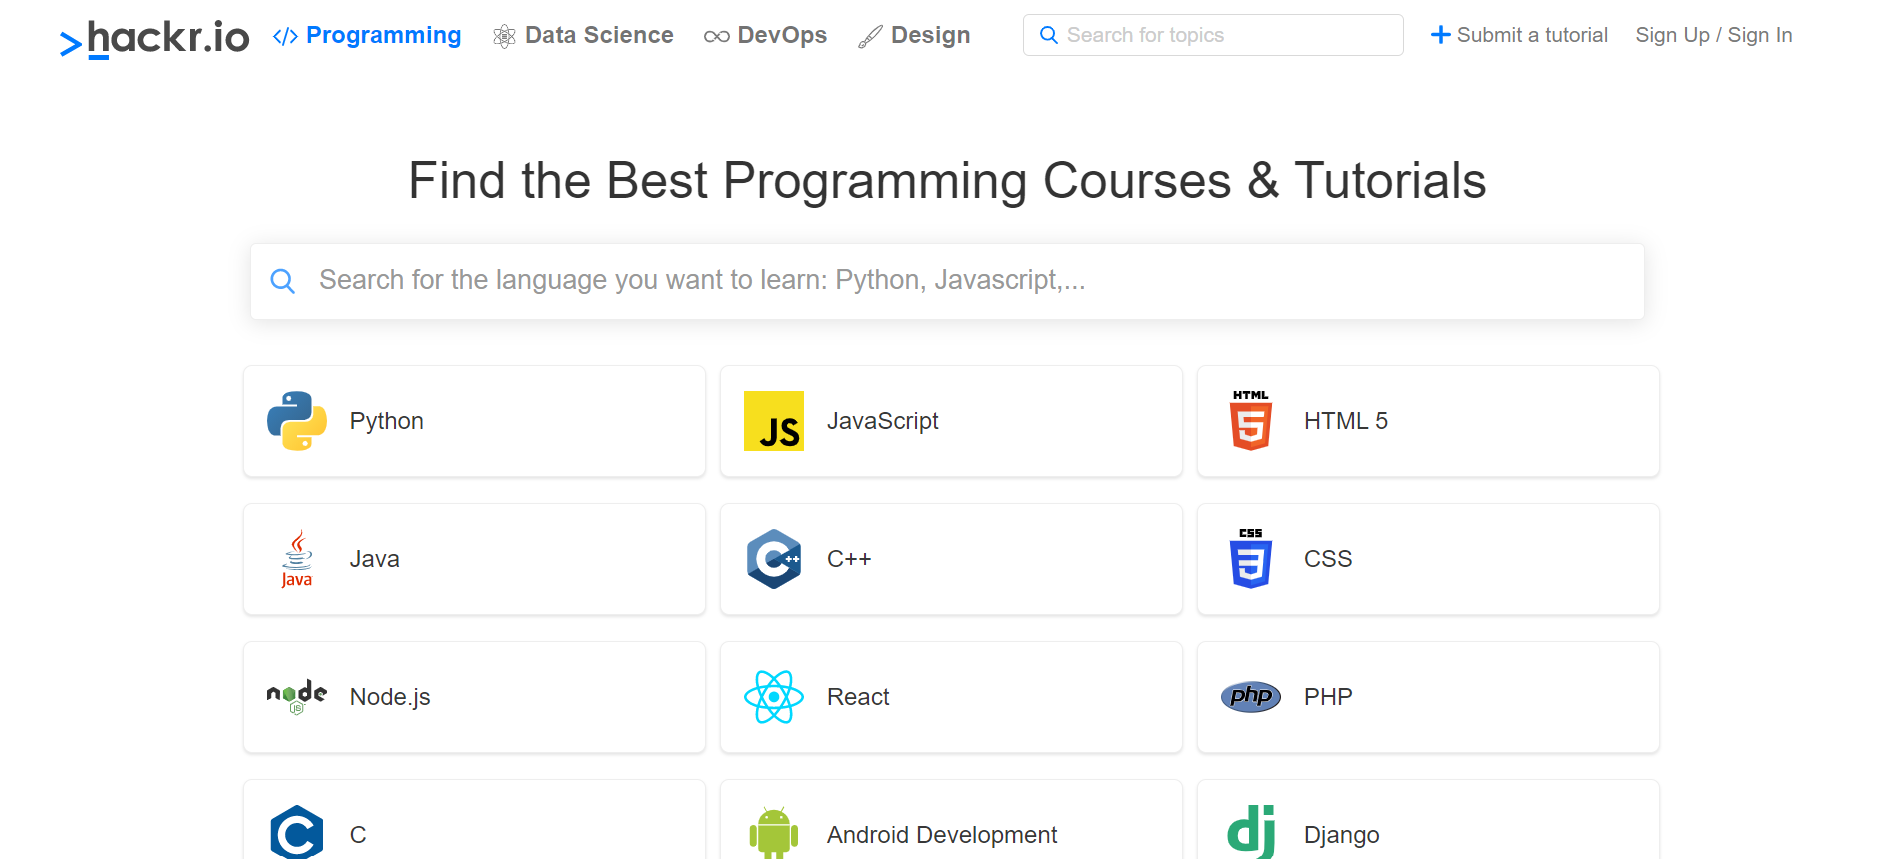 >hackr.io </> Programming Data Science DevOps Design Search for topics + Submit a tutorial Sign Up / Sign In
Find the Best Programming Courses & Tutorials
Search for the language you want to learn: Python, Javascript,...
Python JS JavaScript HTML 5 HTML 5
Java Java C++ C++ CSS 3 CSS
node JS Node.js React php PHP
C C Android Development dj Django